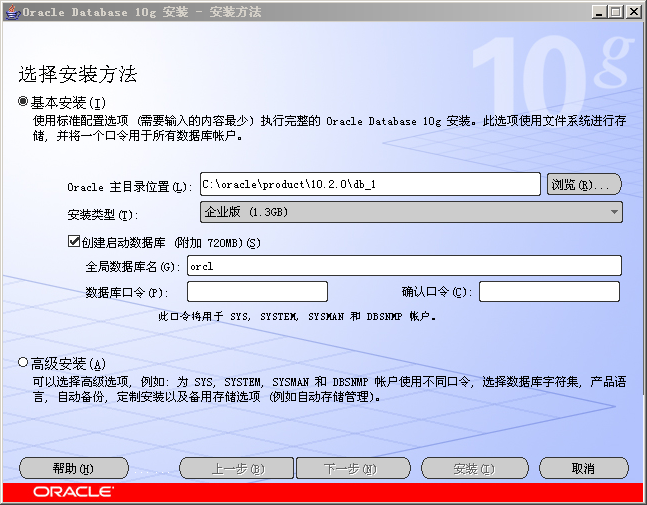 Oracle Database 10g 安装 - 安装方法
10g
选择安装方法
基本安装(I)
使用标准配置选项 (需要输入的内容最少) 执行完整的 Oracle Database 10g 安装。此选项使用文件系统进行存
储, 并将一个口令用于所有数据库帐户。
Oracle 主目录位置(L): C:\oracle\product\10.2.0\db_1 浏览(R)...
安装类型(T): 企业版 (1.3GB)
创建启动数据库 (附加 720MB)(S)
全局数据库名(G): orcl
数据库口令(P): 确认口令(C):
此口令将用于 SYS, SYSTEM, SYSMAN 和 DBSNMP 帐户。
高级安装(A)
可以选择高级选项, 例如: 为 SYS, SYSTEM, SYSMAN 和 DBSNMP 帐户使用不同口令, 选择数据库字符集, 产品语
言, 自动备份, 定制安装以及备用存储选项 (例如自动存储管理)。
帮助(H) 上一步(B) 下一步(N) 安装(I) 取消
ORACLE